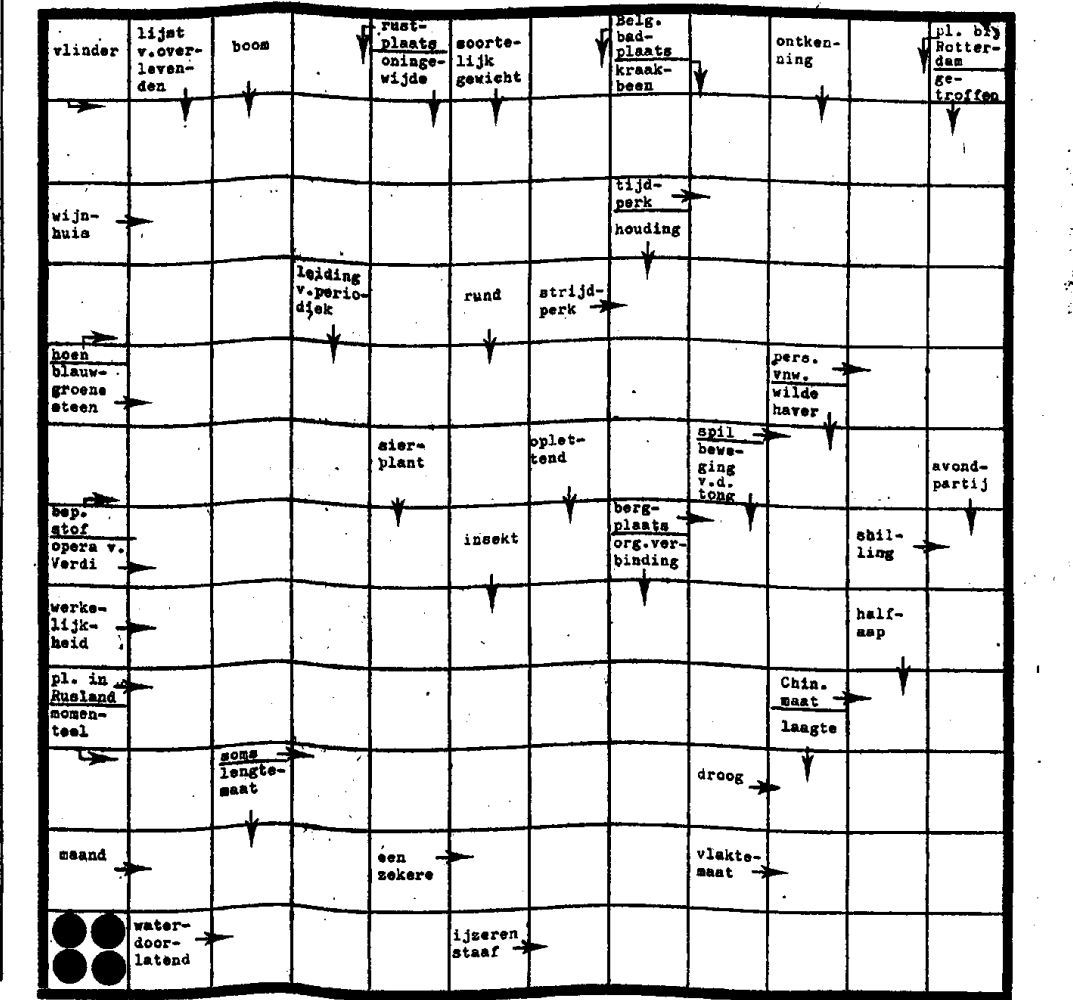 vlinder
lijst
v.over-
leven-
den
boom
rust-
plaats
oninge-
wijde
soorte-
lijk
gewicht
Belg.
bad-
plaats
kraak-
been
ontken-
ning
pl. bij
Rotter-
dam
ge-
troffen
wijn-
huis
tijd-
perk
houding
leiding
v.perio-
diek
rund
strijd-
perk
hoen
blauw-
groene
steen
pers.
vnw.
wilde
haver
sier-
plant
oplet-
tend
spil
bewe-
ging
v.d.
tong
avond-
partij
bep.
stof
opera v.
Verdi
insekt
berg-
plaats
org.ver-
binding
shil-
ling
werke-
lijk-
heid
half-
aap
pl. in
Rusland
momen-
teel
Chin.
maat
laagte
soms
lengte-
maat
droog
maand
een
zekere
vlakte-
maat
water-
door-
latend
ijzeren
staaf